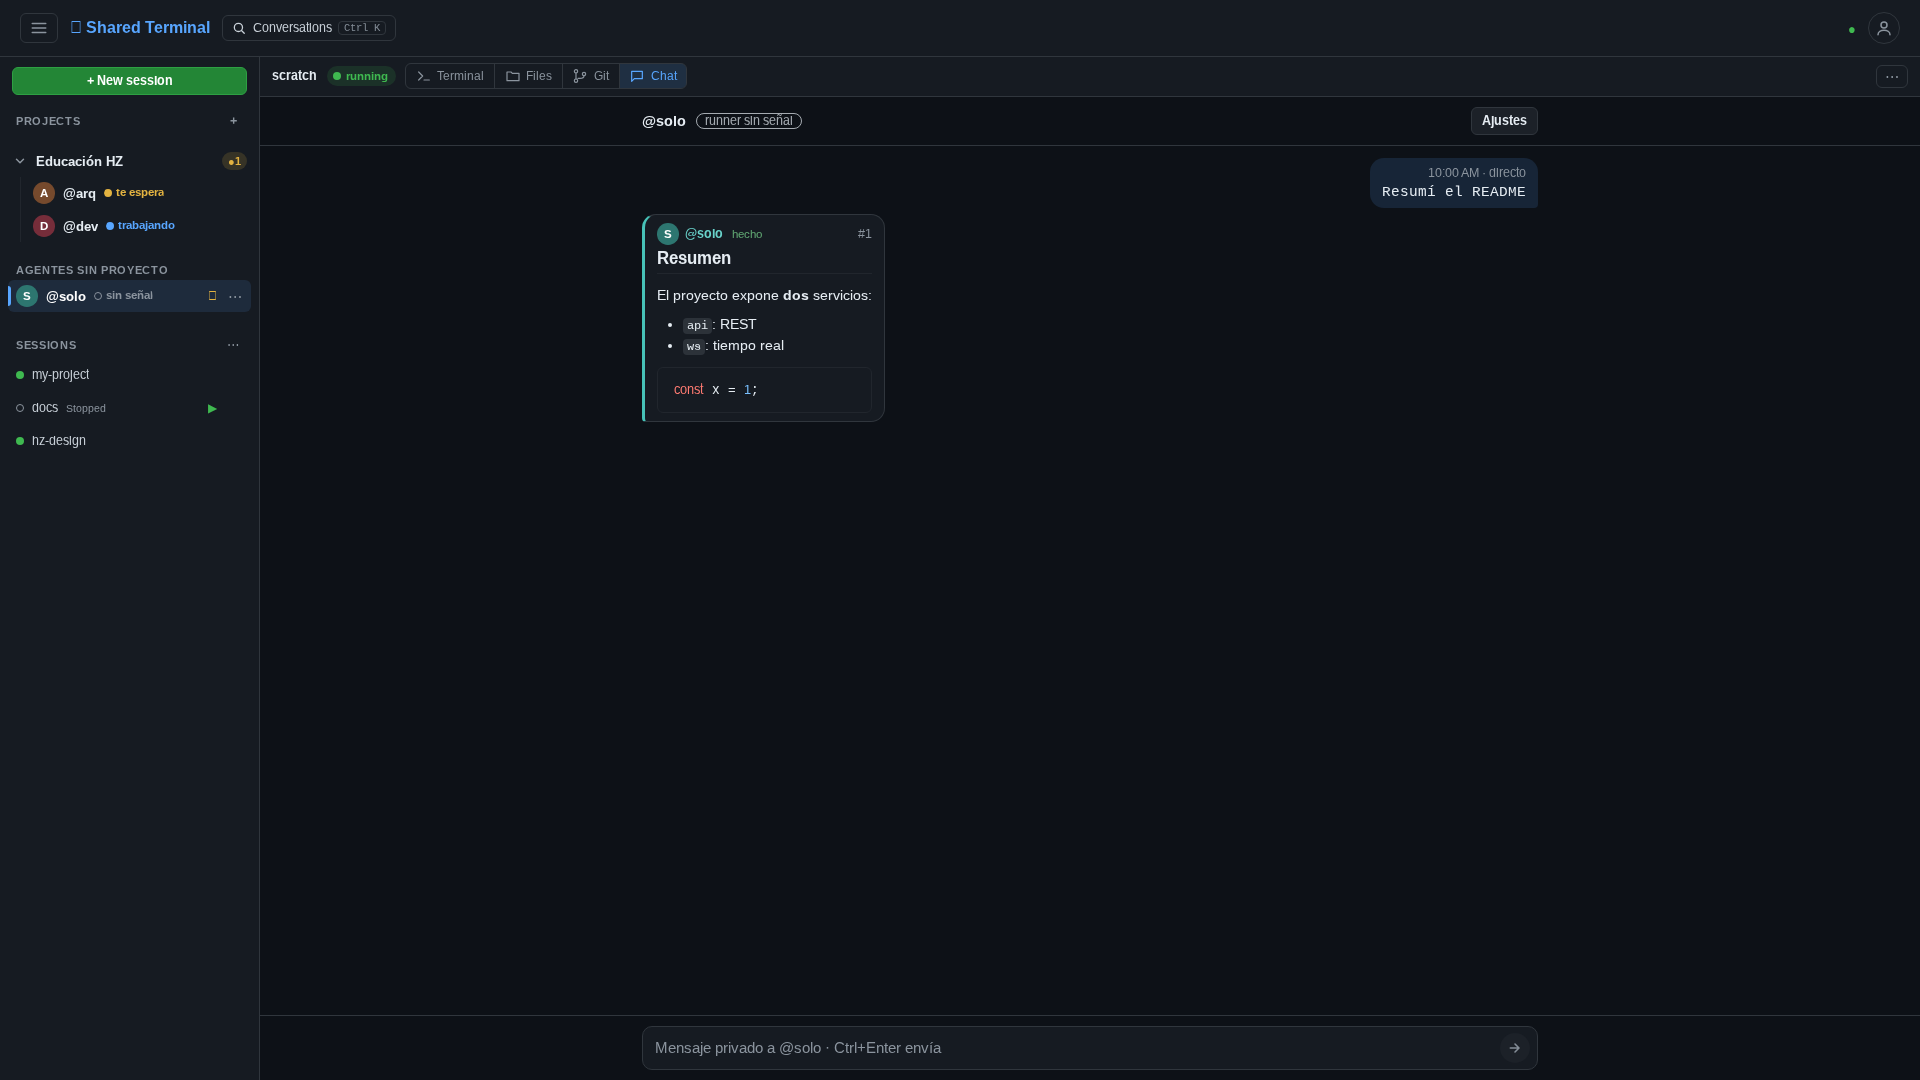 Shared Terminal
Conversations Ctrl K
+ New session
PROJECTS +
Educación HZ ●1
A @arq te espera
D @dev trabajando
AGENTES SIN PROYECTO
S @solo sin señal ···
SESSIONS ···
my-project
docs Stopped
hz-design
scratch running Terminal Files Git Chat ···
@solo runner sin señal Ajustes
10:00 AM · directo
Resumí el README
S @solo hecho #1
Resumen
El proyecto expone dos servicios:
• api: REST
• ws: tiempo real
const x = 1;
Mensaje privado a @solo · Ctrl+Enter envía